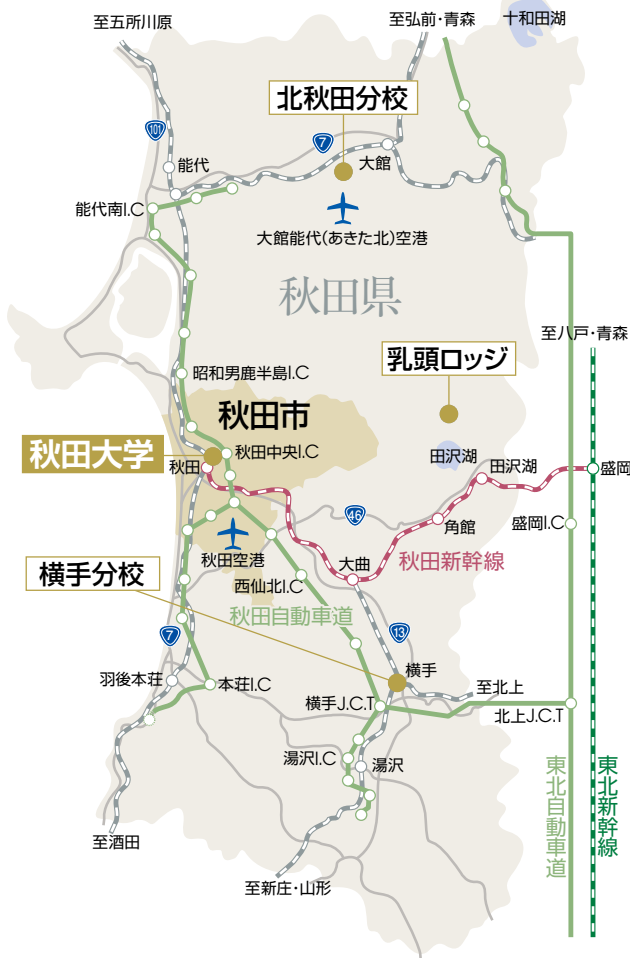 至五所川原
至弘前・青森
十和田湖
北秋田分校
101
7
能代
大館
能代南I.C
大館能代(あきた北)空港
秋田県
至八戸・青森
乳頭ロッジ
昭和男鹿半島I.C
秋田市
秋田大学
秋田
秋田中央I.C
田沢湖
田沢湖
盛岡
46
角館
盛岡I.C
秋田空港
大曲
秋田新幹線
横手分校
西仙北I.C
秋田自動車道
7
13
羽後本荘
本荘I.C
横手
至北上
横手J.C.T
北上J.C.T
湯沢I.C
湯沢
東北自動車道
東北新幹線
至酒田
至新庄・山形